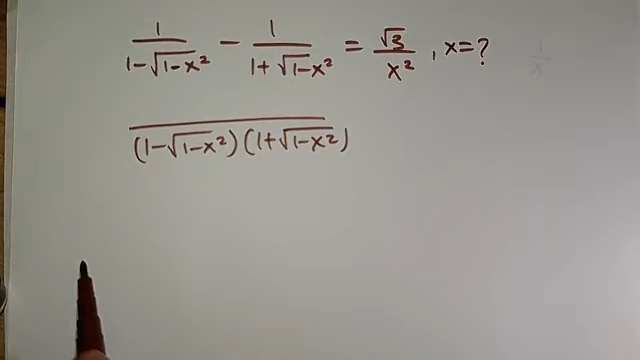 1/(1-√(1-x²)) - 1/(1+√(1-x²)) = √3/x² , x=?
(1-√(1-x²))(1+√(1-x²))